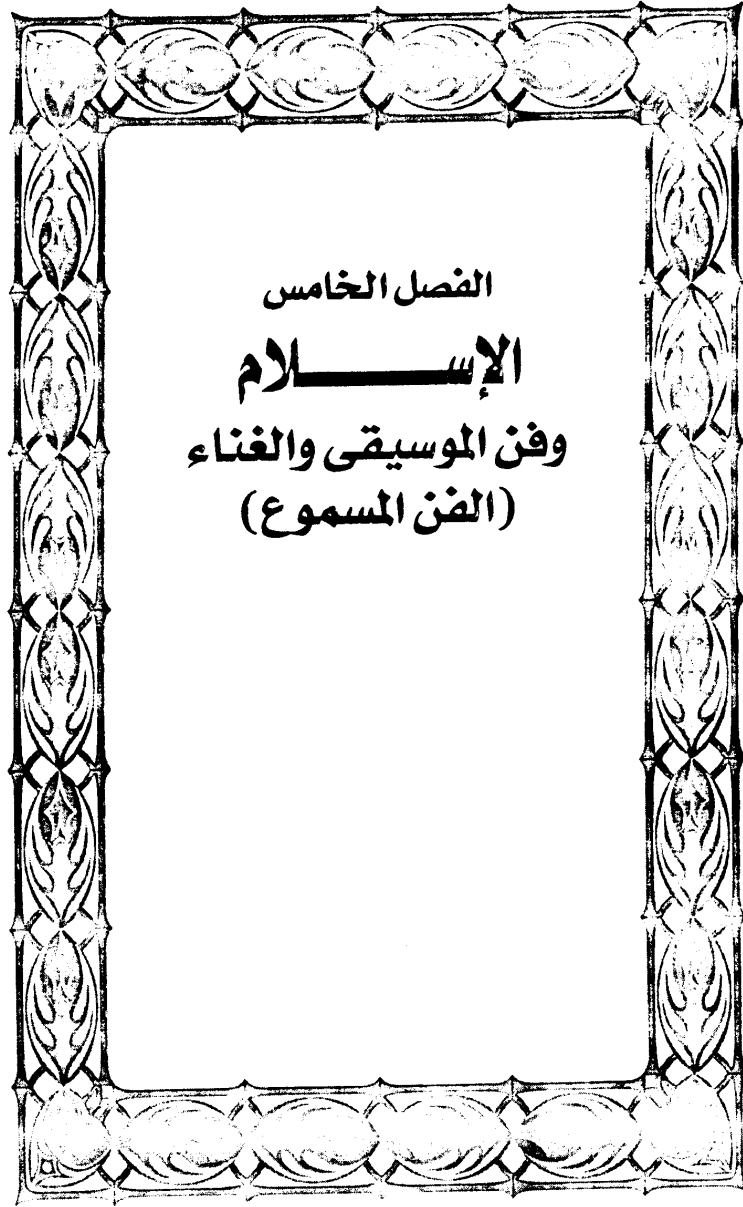 الفصل الخامس
الإسلام
وفن الموسيقى والغناء
(الفن المسموع)